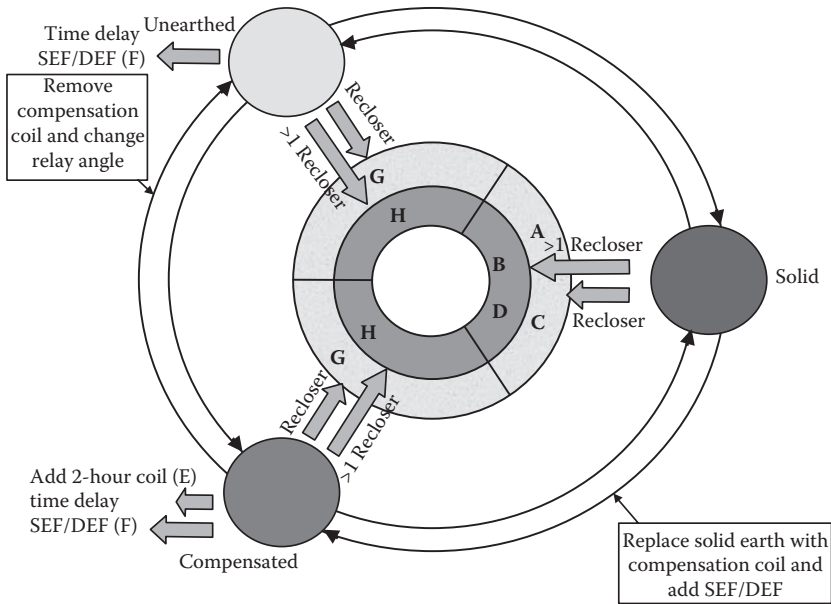 Unearthed
Time delay
SEF/DEF (F)
Remove
compensation
coil and change
relay angle
Recloser
>1 Recloser
G
H
A
>1 Recloser
B
Solid
D
C
Recloser
H
G
Recloser
>1 Recloser
Add 2-hour coil (E)
time delay
SEF/DEF (F)
Compensated
Replace solid earth with
compensation coil and
add SEF/DEF